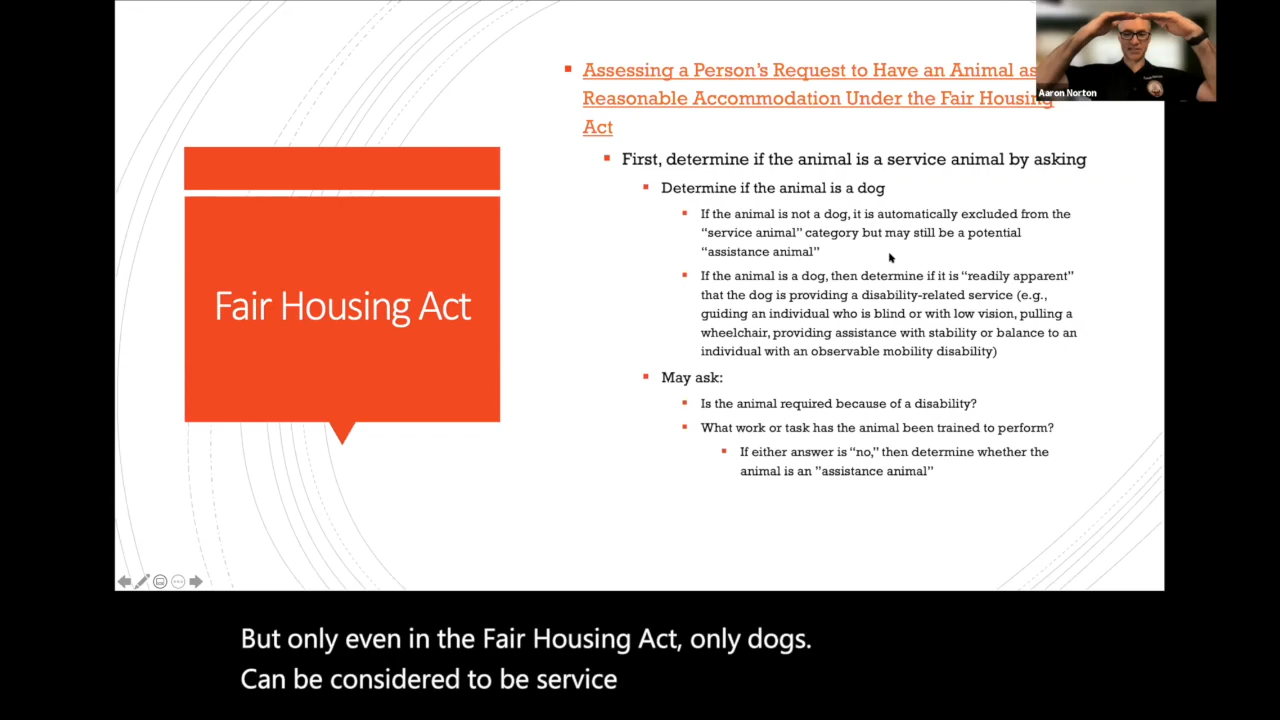 Assessing a Person's Request to Have an Animal as
Reasonable Accommodation Under the Fair Housing
Act
Aaron Norton
First, determine if the animal is a service animal by asking
Determine if the animal is a dog
If the animal is not a dog, it is automatically excluded from the
“service animal” category but may still be a potential
“assistance animal”
If the animal is a dog, then determine if it is “readily apparent”
that the dog is providing a disability-related service (e.g.,
guiding an individual who is blind or with low vision, pulling a
wheelchair, providing assistance with stability or balance to an
individual with an observable mobility disability)
May ask:
Is the animal required because of a disability?
What work or task has the animal been trained to perform?
If either answer is “no,” then determine whether the
animal is an ”assistance animal”
Fair Housing Act
But only even in the Fair Housing Act, only dogs.
Can be considered to be service